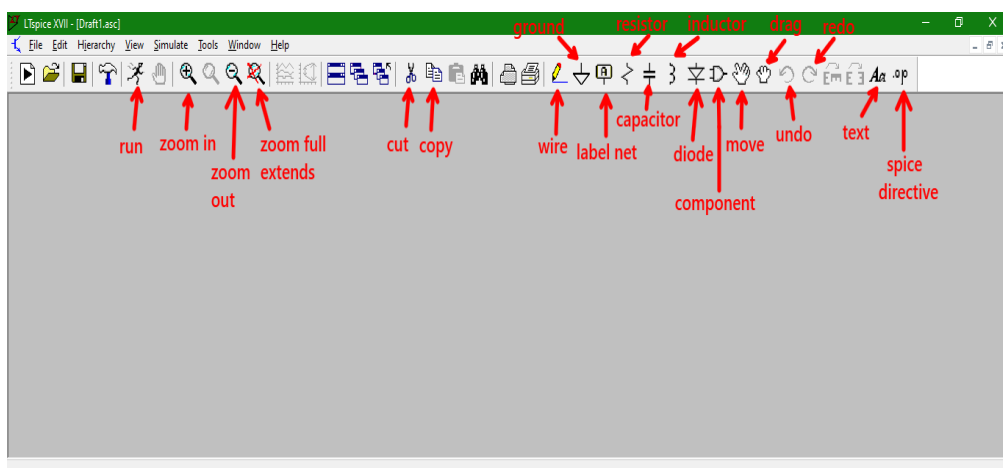 LTspice XVII - [Draft1.asc]
File Edit Hierarchy View Simulate Tools Window Help
ground
resistor
inductor
drag
redo
A
Aa
.op
run
zoom in
zoom out
zoom full extends
cut
copy
wire
label net
capacitor
diode
component
move
undo
text
spice directive